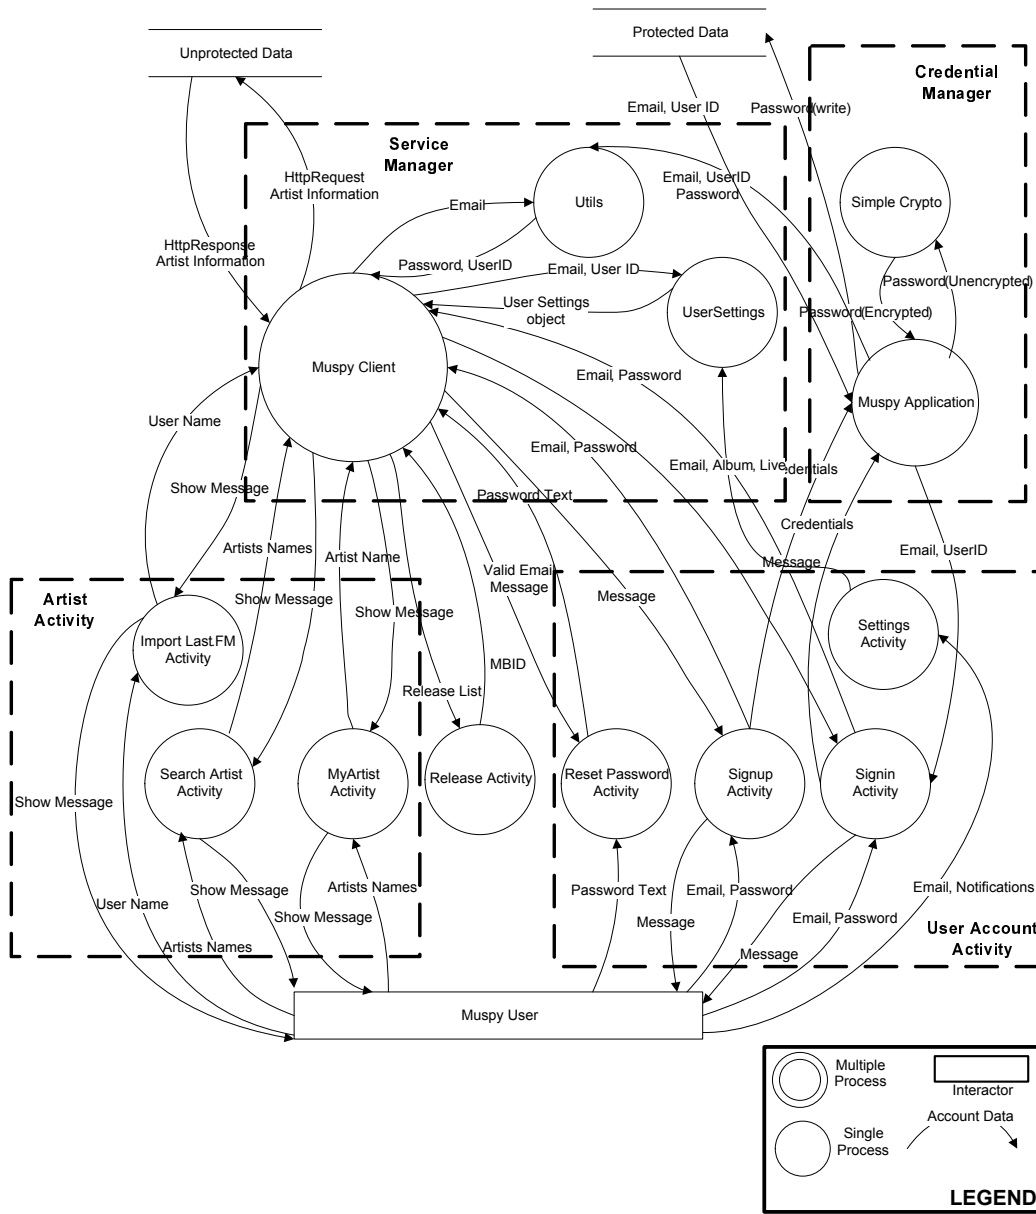 Unprotected Data
Protected Data
Credential
Manager
Email, User ID
Password(write)
Service
Manager
HttpRequest
Artist Information
Utils
Email, UserID
Password
Simple Crypto
Email
HttpResponse
Artist Information
Password, UserID
Email, User ID
User Settings
object
UserSettings
Password(Unencrypted)
Password(Encrypted)
Muspy Client
Email, Password
Muspy Application
User Name
Email, Password
Email, Album, Live
edentials
Show Message
Password Text
Credentials
Artists Names
Artist Name
Email, UserID
Show Message
Valid Emai
Message
Message
Message
Artist
Activity
Show Message
Import Last.FM
Activity
Settings
Activity
MBID
Release List
Search Artist
Activity
MyArtist
Activity
Release Activity
Reset Password
Activity
Signup
Activity
Signin
Activity
Show Message
Show Message
Artists Names
Password Text
Email, Password
Email, Notifications
User Name
Show Message
Message
Email, Password
Artists Names
Message
User Account
Activity
Muspy User
Multiple
Process
Interactor
Account Data
Single
Process
LEGEND